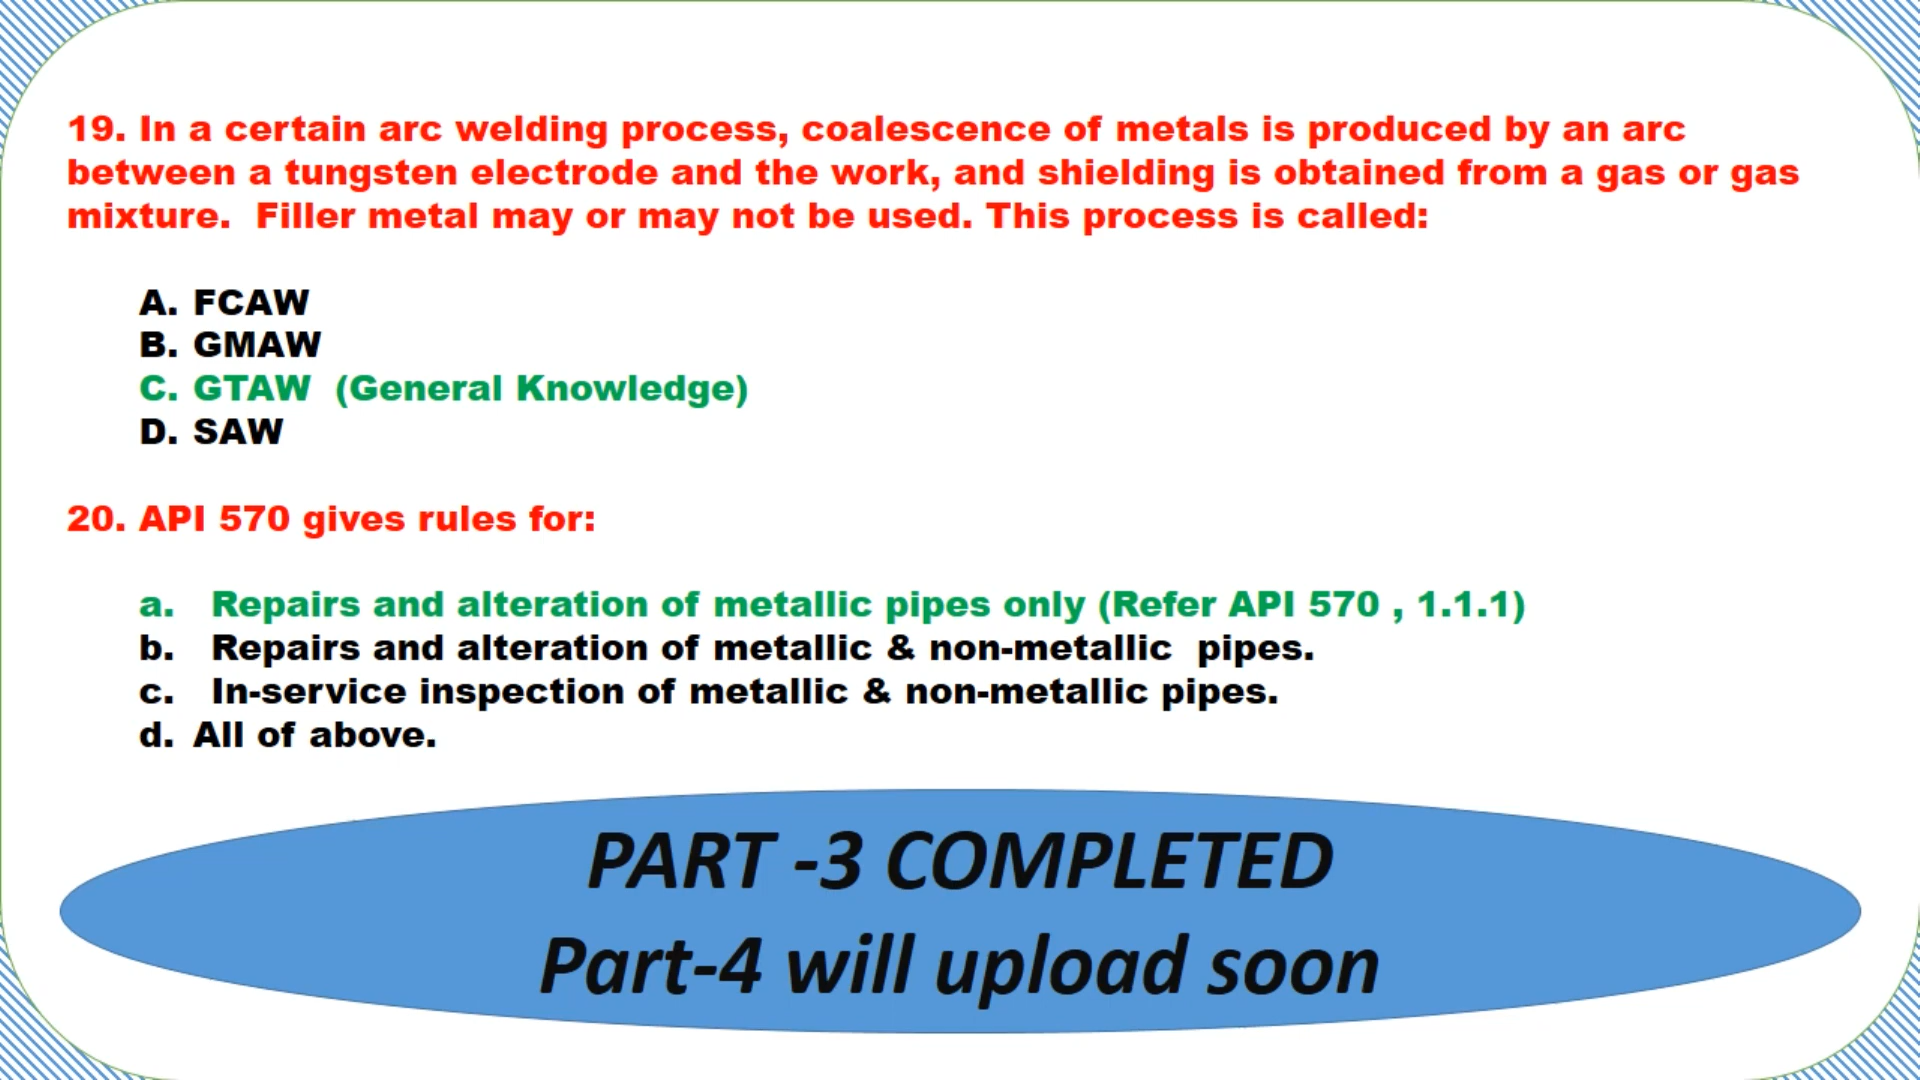 19. In a certain arc welding process, coalescence of metals is produced by an arc
between a tungsten electrode and the work, and shielding is obtained from a gas or gas
mixture.  Filler metal may or may not be used. This process is called:
A. FCAW
B. GMAW
C. GTAW  (General Knowledge)
D. SAW
20. API 570 gives rules for:
a.   Repairs and alteration of metallic pipes only (Refer API 570 , 1.1.1)
b.   Repairs and alteration of metallic & non-metallic  pipes.
c.   In-service inspection of metallic & non-metallic pipes.
d.  All of above.
PART -3 COMPLETED
Part-4 will upload soon